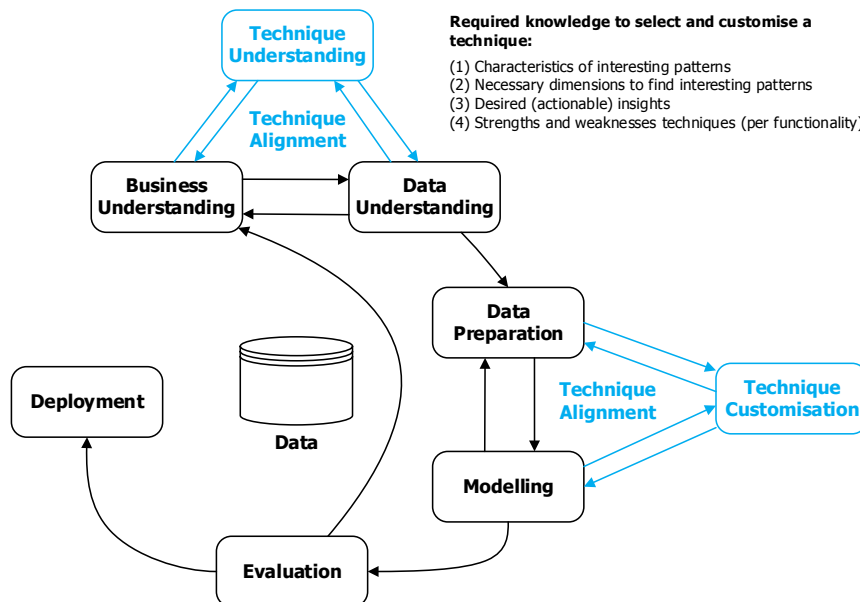 Technique
Understanding
Required knowledge to select and customise a
technique:
(1) Characteristics of interesting patterns
(2) Necessary dimensions to find interesting patterns
(3) Desired (actionable) insights
(4) Strengths and weaknesses techniques (per functionality)
Technique
Alignment
Business
Understanding
Data
Understanding
Data
Preparation
Technique
Alignment
Technique
Customisation
Deployment
Data
Modelling
Evaluation